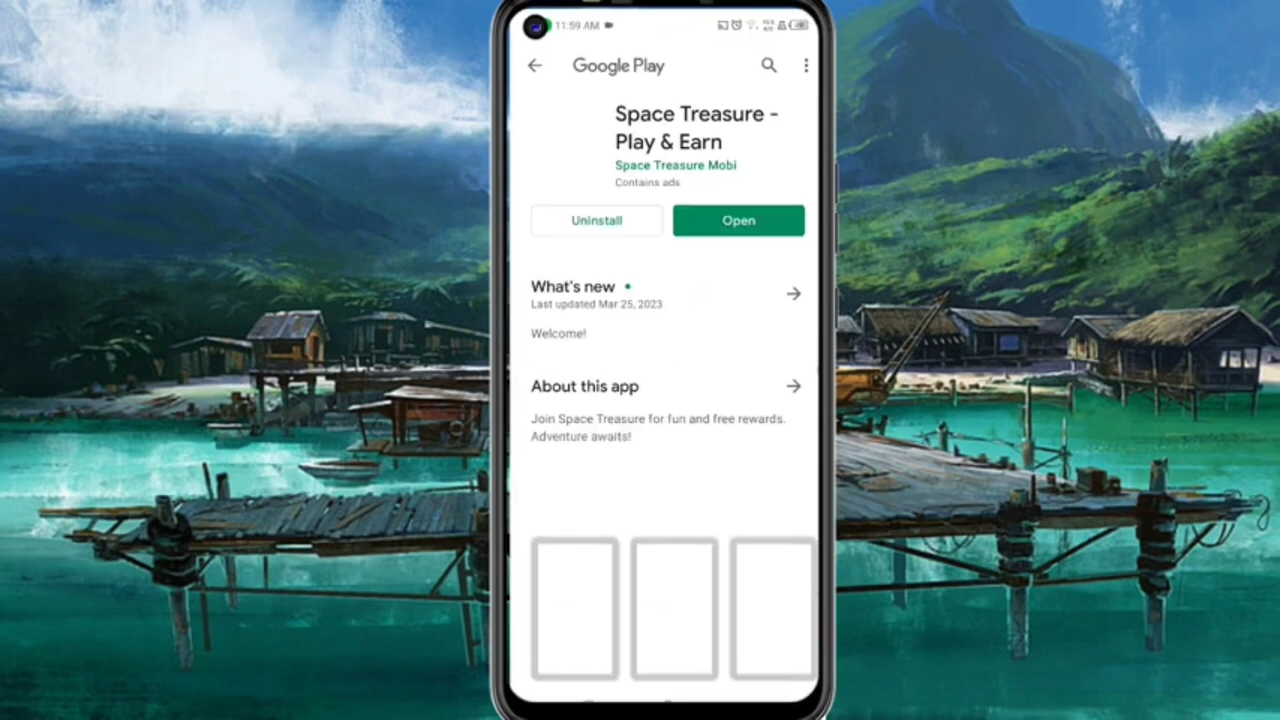 11:59 AM
Google Play
Space Treasure -
Play & Earn
Space Treasure Mobi
Contains ads
Uninstall
Open
What's new
Last updated Mar 25, 2023
Welcome!
About this app
Join Space Treasure for fun and free rewards.
Adventure awaits!